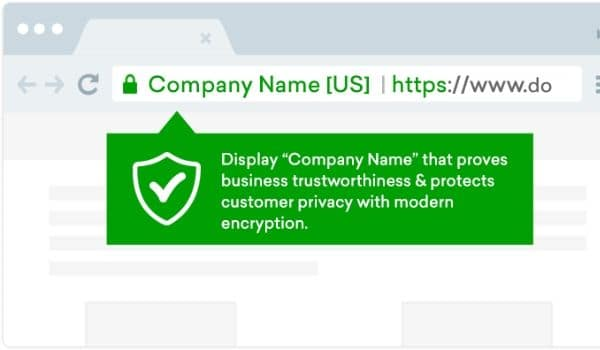 Company Name [US] | https://www.do
Display “Company Name” that proves
business trustworthiness & protects
customer privacy with modern
encryption.